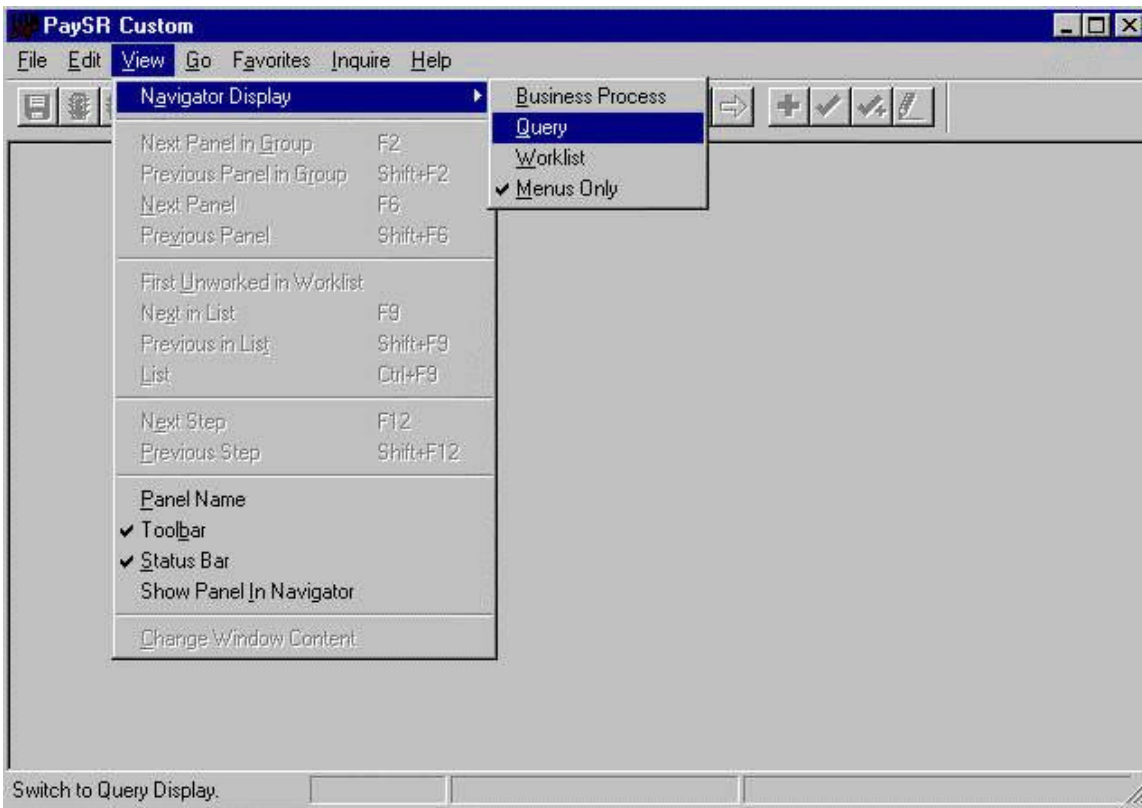 PaySR Custom
File Edit View Go Favorites Inquire Help
Navigator Display
Business Process
Query
Worklist
Menus Only
Next Panel in Group F2
Previous Panel in Group Shift+F2
Next Panel F6
Previous Panel Shift+F6
First Unworked in Worklist
Next in List F9
Previous in List Shift+F9
List Ctrl+F9
Next Step F12
Previous Step Shift+F12
Panel Name
Toolbar
Status Bar
Show Panel In Navigator
Change Window Content
Switch to Query Display.